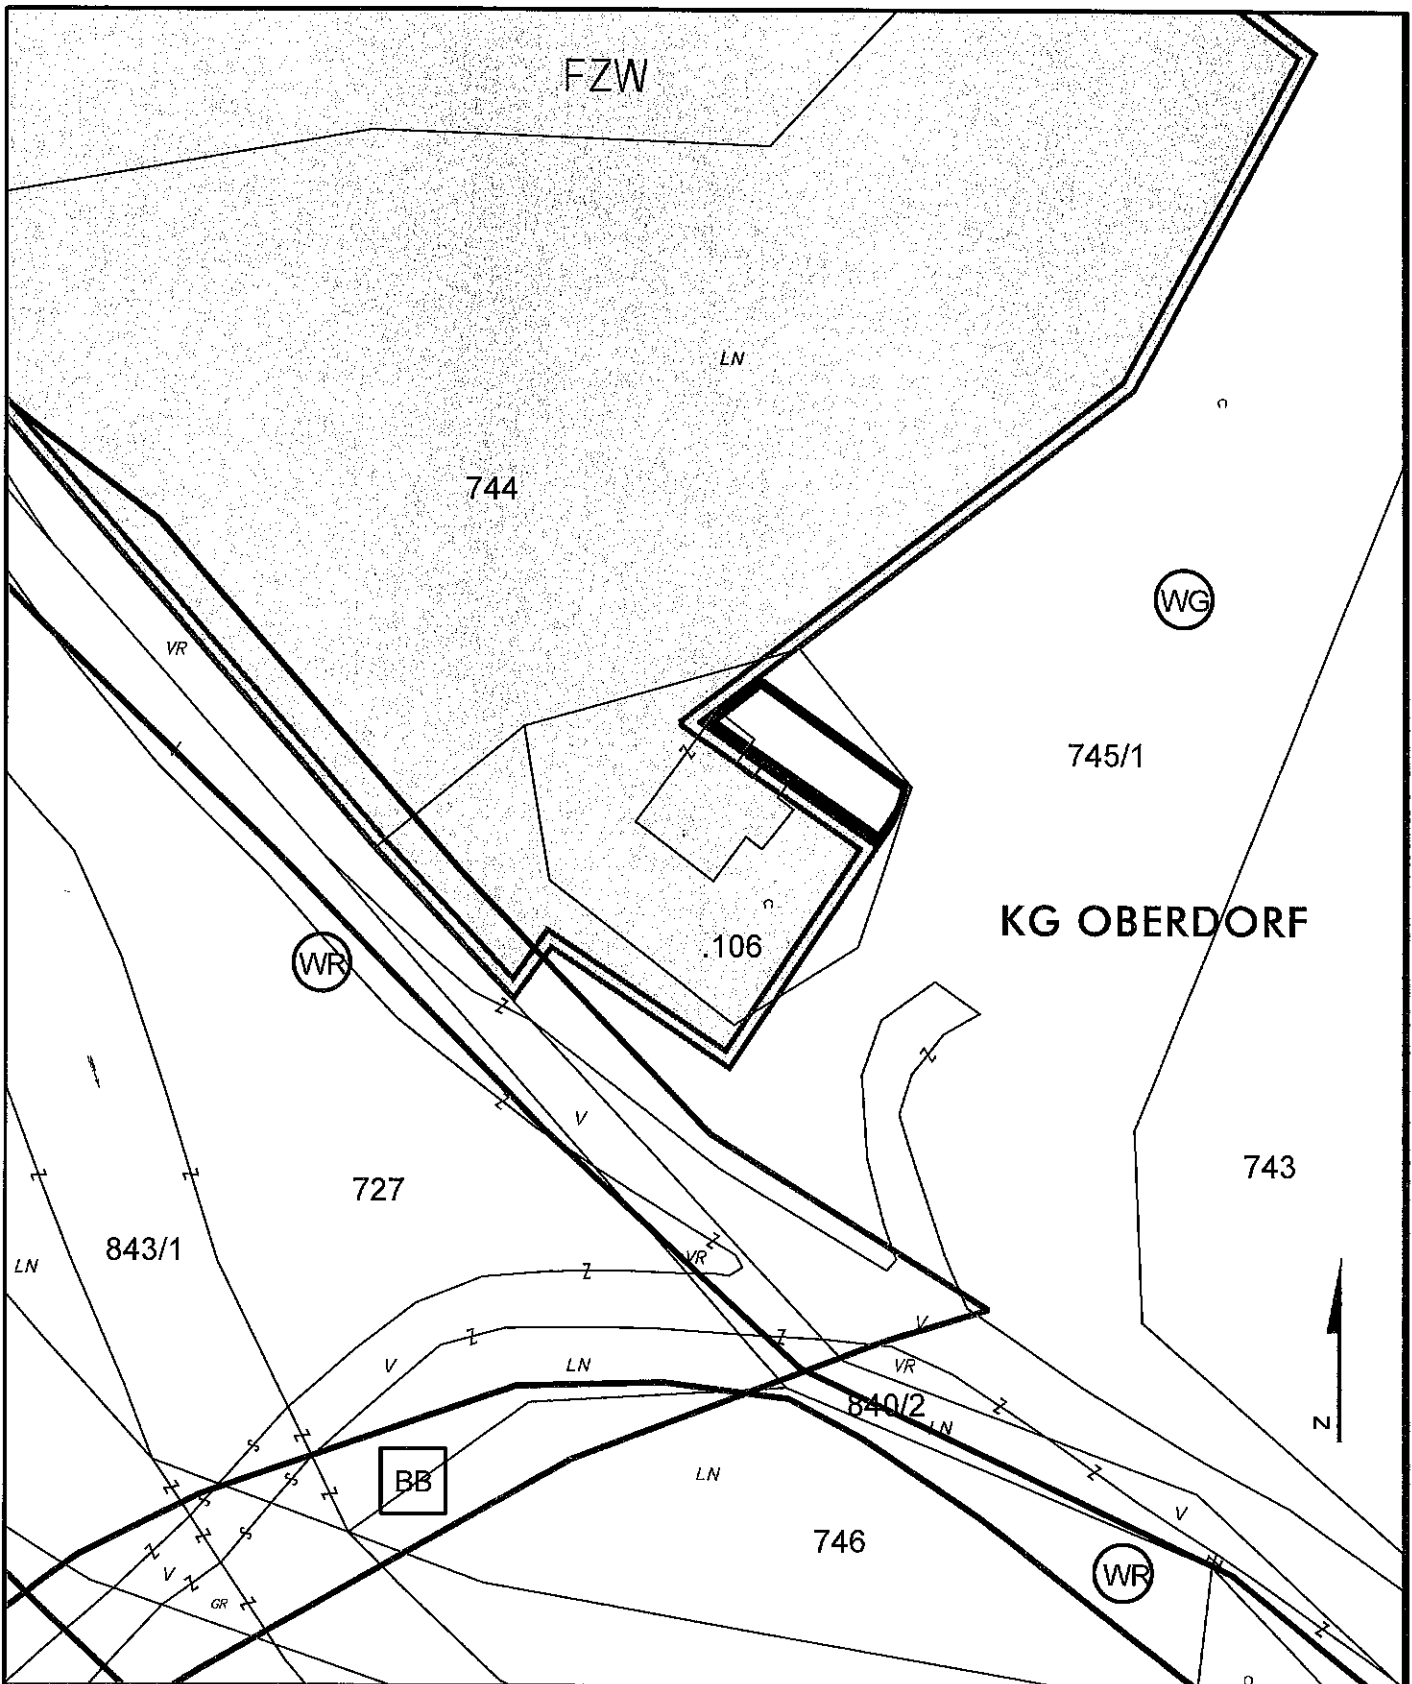 FZW
LN
744
VR
WG
745/1
KG OBERDORF
.106
WR
V
727
743
843/1
LN
VR
V
V
LN
VR
840/2
LN
BB
LN
V
746
WR
V
GR
N